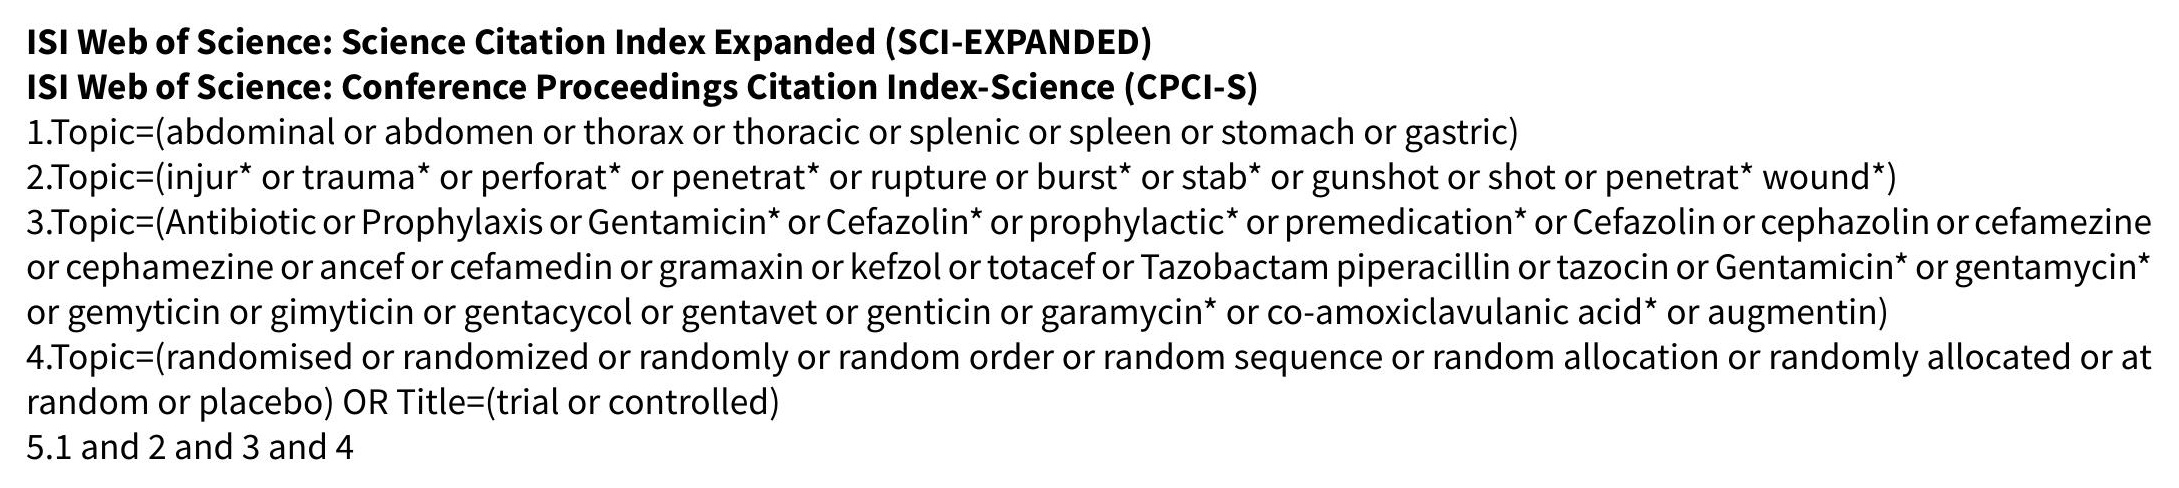 ISI Web of Science: Science Citation Index Expanded (SCI-EXPANDED)
ISI Web of Science: Conference Proceedings Citation Index-Science (CPCI-S)
1.Topic=(abdominal or abdomen or thorax or thoracic or splenic or spleen or stomach or gastric)
2.Topic=(injur* or trauma* or perforat* or penetrat* or rupture or burst* or stab* or gunshot or shot or penetrat* wound*)
3.Topic=(Antibiotic or Prophylaxis or Gentamicin* or Cefazolin* or prophylactic* or premedication* or Cefazolin or cephazolin or cefamezine
or cephamezine or ancef or cefamedin or gramaxin or kefzol or totacef or Tazobactam piperacillin or tazocin or Gentamicin* or gentamycin*
or gemyticin or gimyticin or gentacycol or gentavet or genticin or garamycin* or co-amoxiclavulanic acid* or augmentin)
4.Topic=(randomised or randomized or randomly or random order or random sequence or random allocation or randomly allocated or at
random or placebo) OR Title=(trial or controlled)
5.1 and 2 and 3 and 4